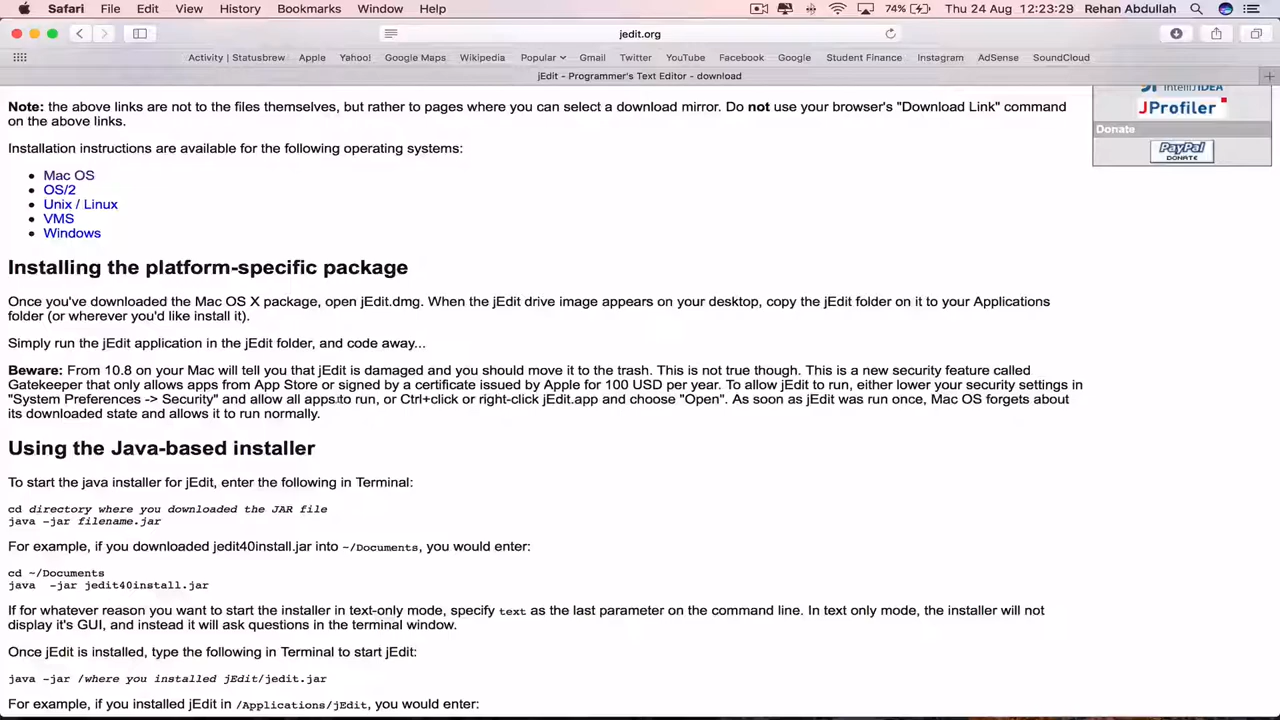 Safari File Edit View History Bookmarks Window Help 74% Thu 24 Aug 12:23:29 Rehan Abdullah
jedit.org
Activity | Statusbrew Apple Yahoo! Google Maps Wikipedia Popular Gmail Twitter YouTube Facebook Google Student Finance Instagram AdSense SoundCloud
jEdit - Programmer's Text Editor - download
IntelliJ IDEA
Note: the above links are not to the files themselves, but rather to pages where you can select a download mirror. Do not use your browser's "Download Link" command
on the above links.
JProfiler
Donate
PayPal
DONATE
Installation instructions are available for the following operating systems:
Mac OS
OS/2
Unix / Linux
VMS
Windows
Installing the platform-specific package
Once you've downloaded the Mac OS X package, open jEdit.dmg. When the jEdit drive image appears on your desktop, copy the jEdit folder on it to your Applications
folder (or wherever you'd like install it).
Simply run the jEdit application in the jEdit folder, and code away...
Beware: From 10.8 on your Mac will tell you that jEdit is damaged and you should move it to the trash. This is not true though. This is a new security feature called
Gatekeeper that only allows apps from App Store or signed by a certificate issued by Apple for 100 USD per year. To allow jEdit to run, either lower your security settings in
"System Preferences -> Security" and allow all apps to run, or Ctrl+click or right-click jEdit.app and choose "Open". As soon as jEdit was run once, Mac OS forgets about
its downloaded state and allows it to run normally.
Using the Java-based installer
To start the java installer for jEdit, enter the following in Terminal:
cd directory where you downloaded the JAR file
java -jar filename.jar
For example, if you downloaded jedit40install.jar into ~/Documents, you would enter:
cd ~/Documents
java -jar jedit40install.jar
If for whatever reason you want to start the installer in text-only mode, specify text as the last parameter on the command line. In text only mode, the installer will not
display it's GUI, and instead it will ask questions in the terminal window.
Once jEdit is installed, type the following in Terminal to start jEdit:
java -jar /where you installed jEdit/jedit.jar
For example, if you installed jEdit in /Applications/jEdit, you would enter: